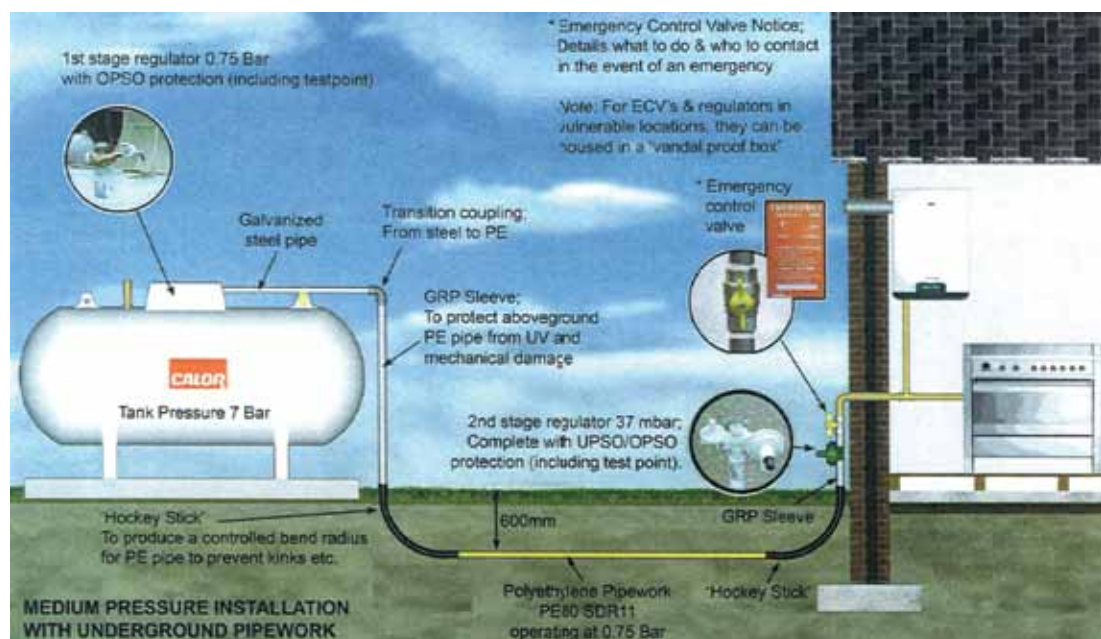 1st stage regulator 0.75 Bar
with OPSO protection (including testpoint)
* Emergency Control Valve Notice;
Details what to do & who to contact
in the event of an emergency
Note: For ECV's & regulators in
vulnerable locations, they can be
housed in a "vandal proof box"
* Emergency
control
valve
Galvanized
steel pipe
Transition coupling;
From steel to PE
GRP Sleeve;
To protect aboveground
PE pipe from UV and
mechanical damage
CALOR
Tank Pressure 7 Bar
2nd stage regulator 37 mbar;
Complete with UPSO/OPSO
protection (including test point).
'Hockey Stick'
To produce a controlled bend radius
for PE pipe to prevent kinks etc.
600mm
GRP Sleeve
Polyethylene Pipework
PE80 SDR11
operating at 0.75 Bar
'Hockey Stick'
MEDIUM PRESSURE INSTALLATION
WITH UNDERGROUND PIPEWORK